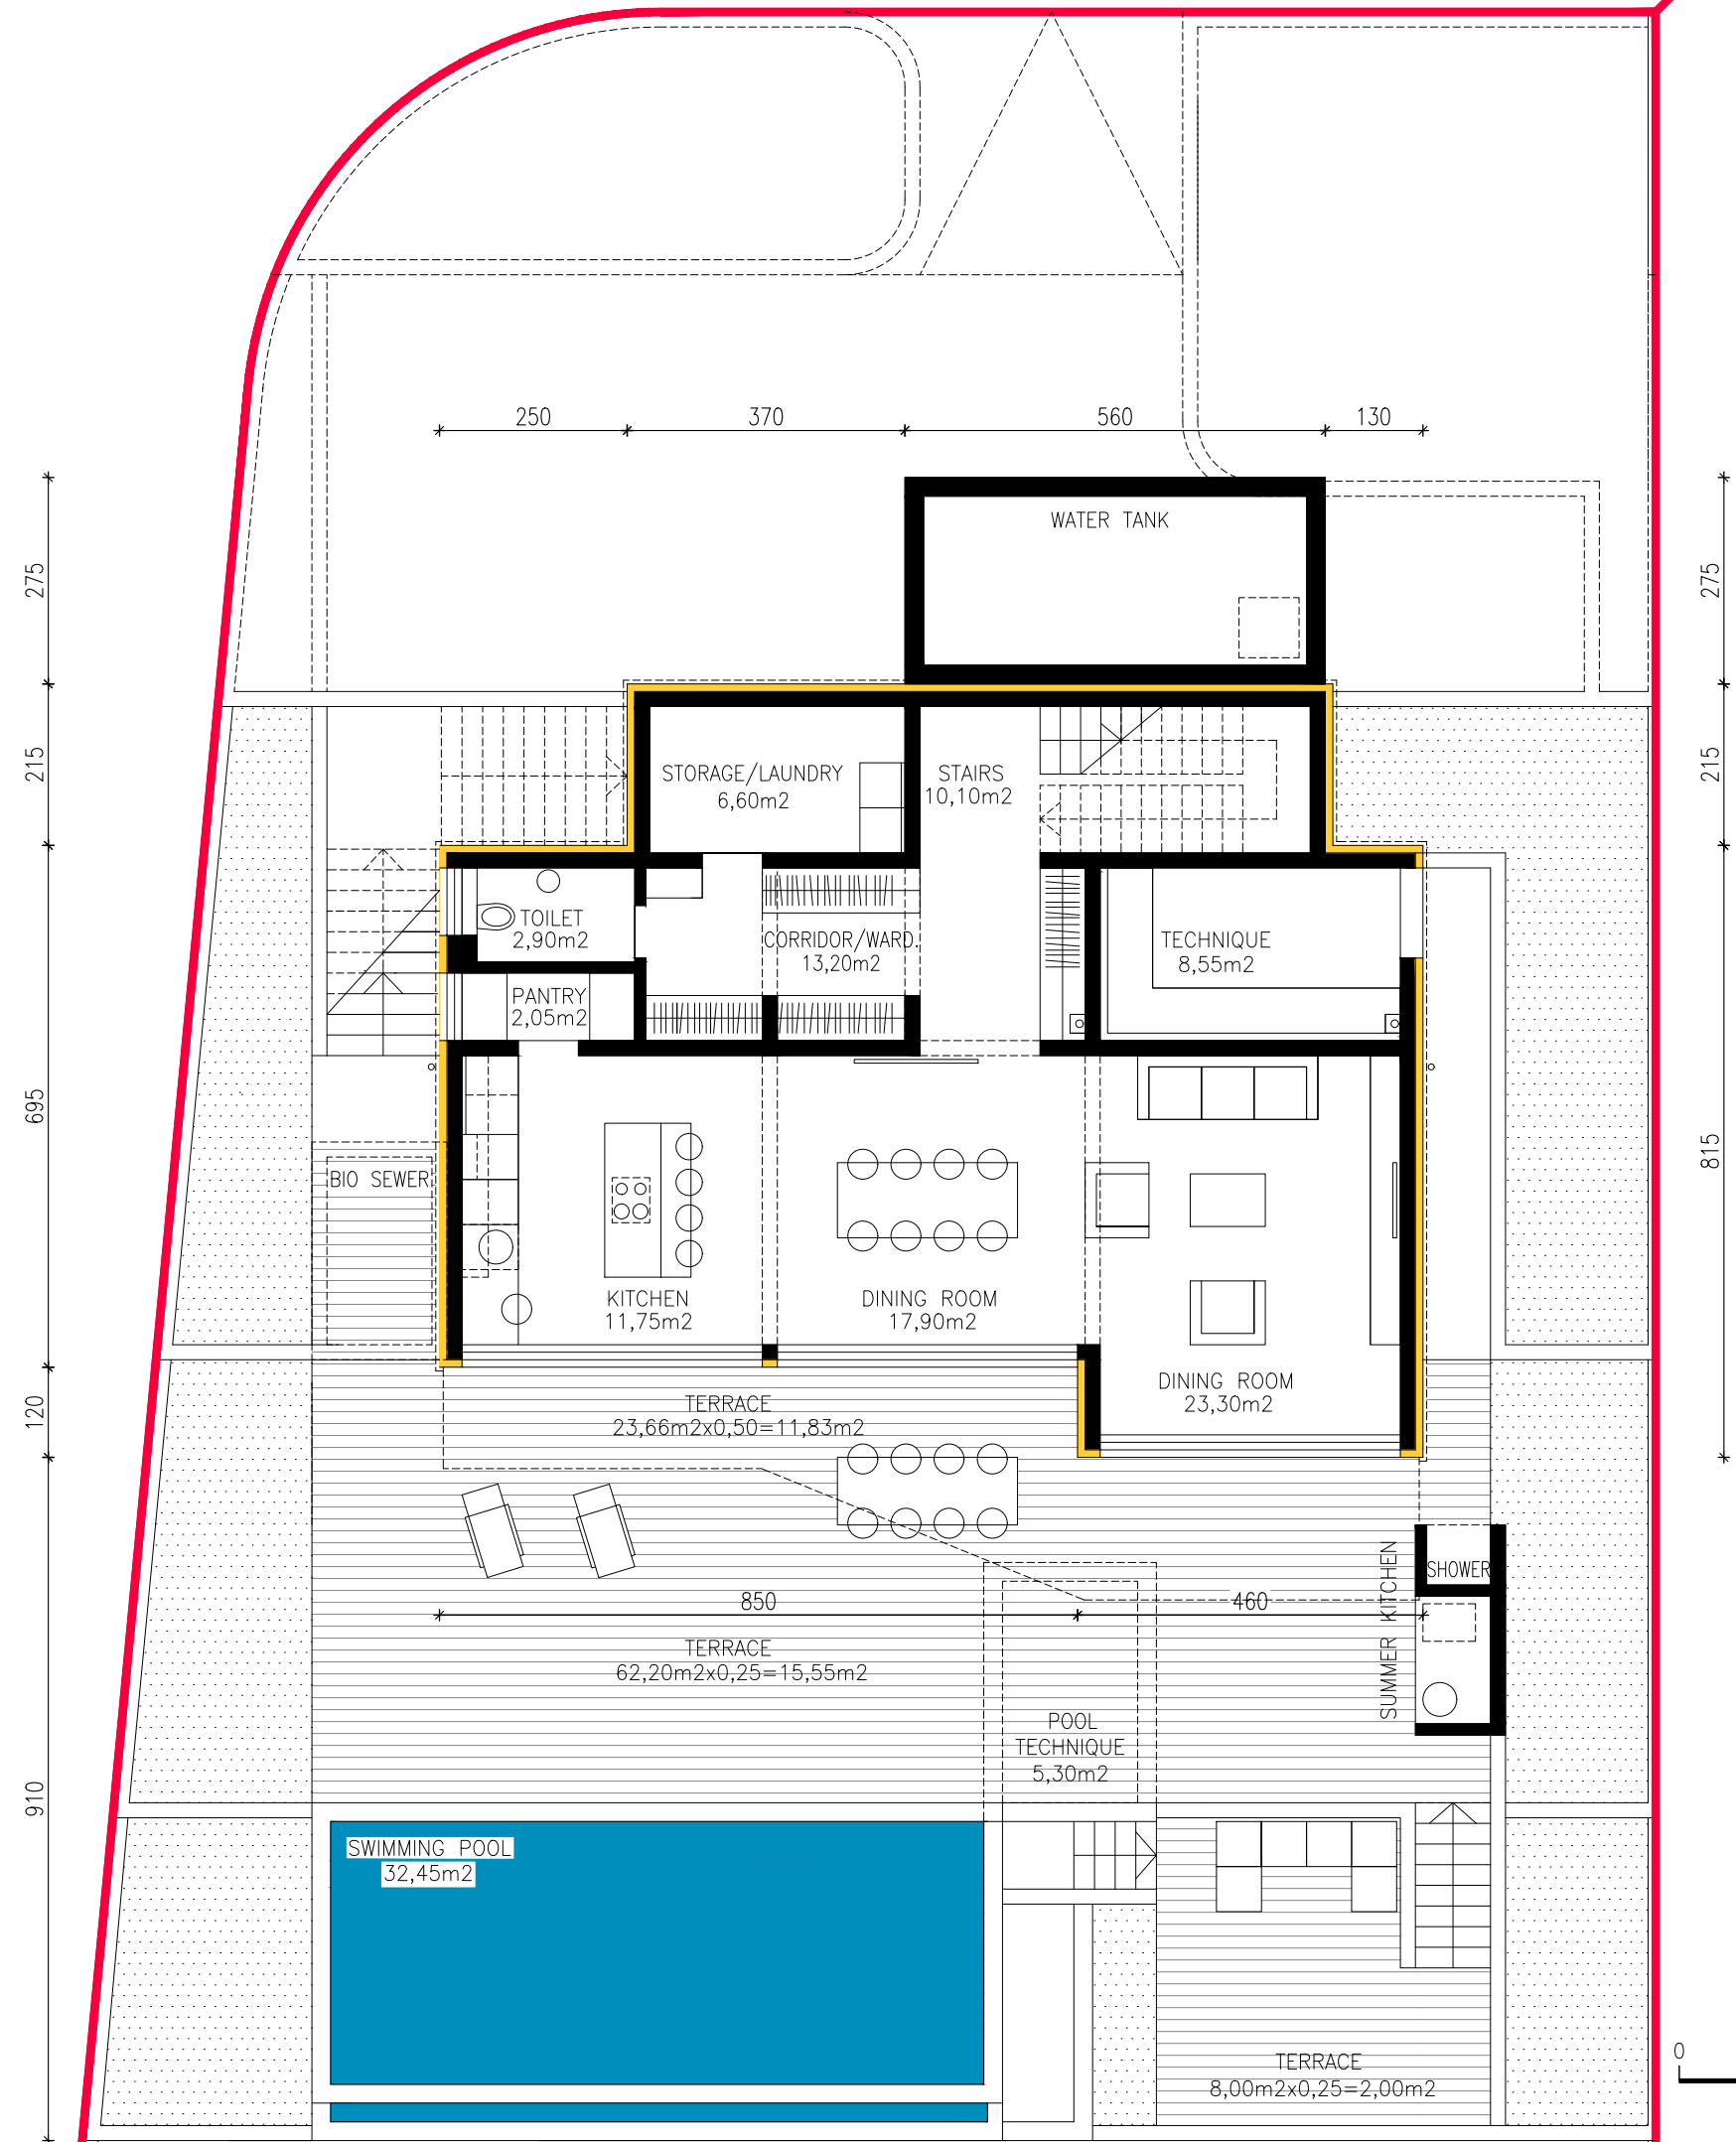 250
370
560
130
WATER TANK
275
275
215
215
STORAGE/LAUNDRY
6,60m2
STAIRS
10,10m2
TOILET
2,90m2
CORRIDOR/WARD.
13,20m2
TECHNIQUE
8,55m2
PANTRY
2,05m2
695
815
BIO SEWER
KITCHEN
11,75m2
DINING ROOM
17,90m2
DINING ROOM
23,30m2
120
TERRACE
23,66m2x0,50=11,83m2
SHOWER
SUMMER KITCHEN
850
460
TERRACE
62,20m2x0,25=15,55m2
POOL
TECHNIQUE
5,30m2
910
SWIMMING POOL
32,45m2
TERRACE
8,00m2x0,25=2,00m2
0